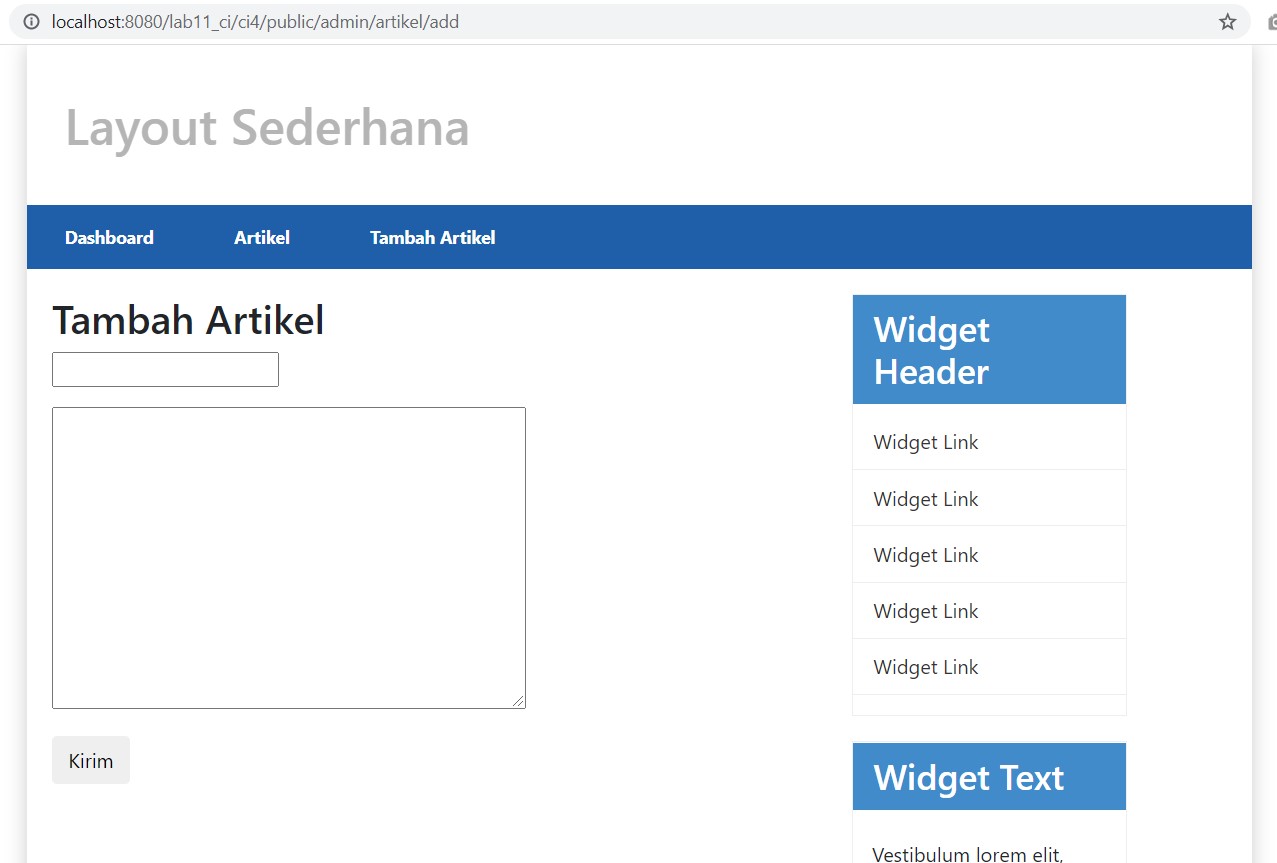 localhost:8080/lab11_ci/ci4/public/admin/artikel/add
Layout Sederhana
Dashboard Artikel Tambah Artikel
Tambah Artikel
Kirim
Widget
Header
Widget Link
Widget Link
Widget Link
Widget Link
Widget Link
Widget Text
Vestibulum lorem elit,